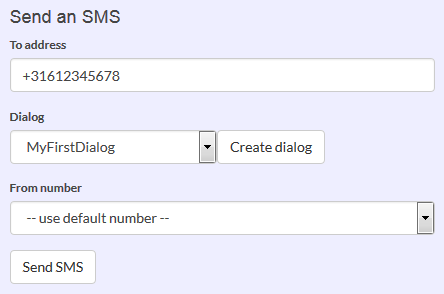 Send an SMS
To address
+31612345678
Dialog
MyFirstDialog Create dialog
From number
-- use default number --
Send SMS